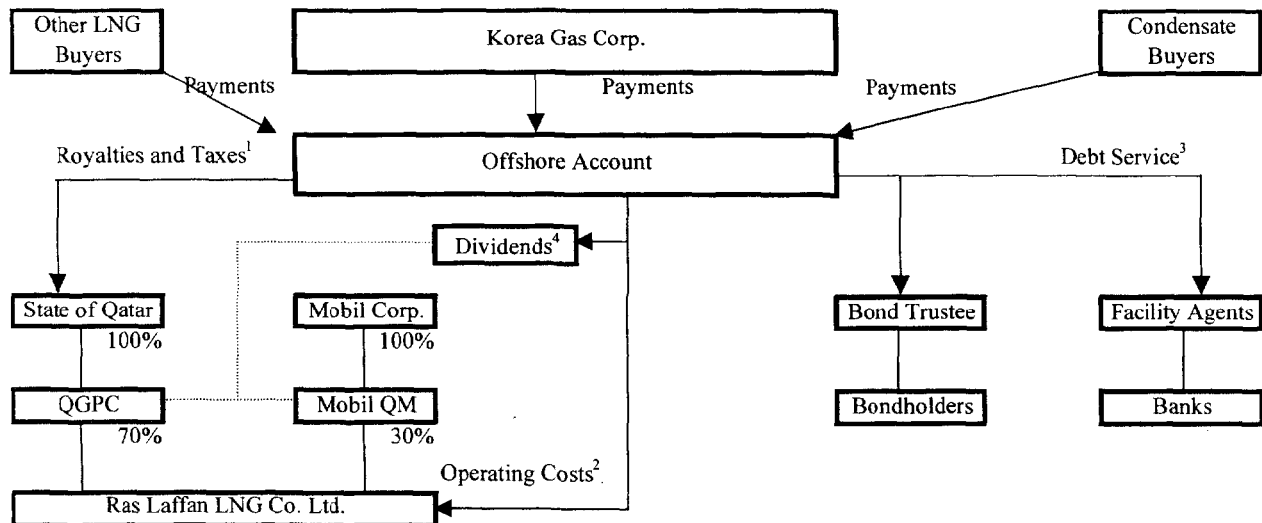 Other LNG
Buyers
Korea Gas Corp.
Condensate
Buyers
Payments
Payments
Payments
Offshore Account
Royalties and Taxes¹
Debt Service³
Dividends⁴
State of Qatar
100%
Mobil Corp.
100%
Bond Trustee
Facility Agents
QGPC
70%
Mobil QM
30%
Bondholders
Banks
Operating Costs²
Ras Laffan LNG Co. Ltd.